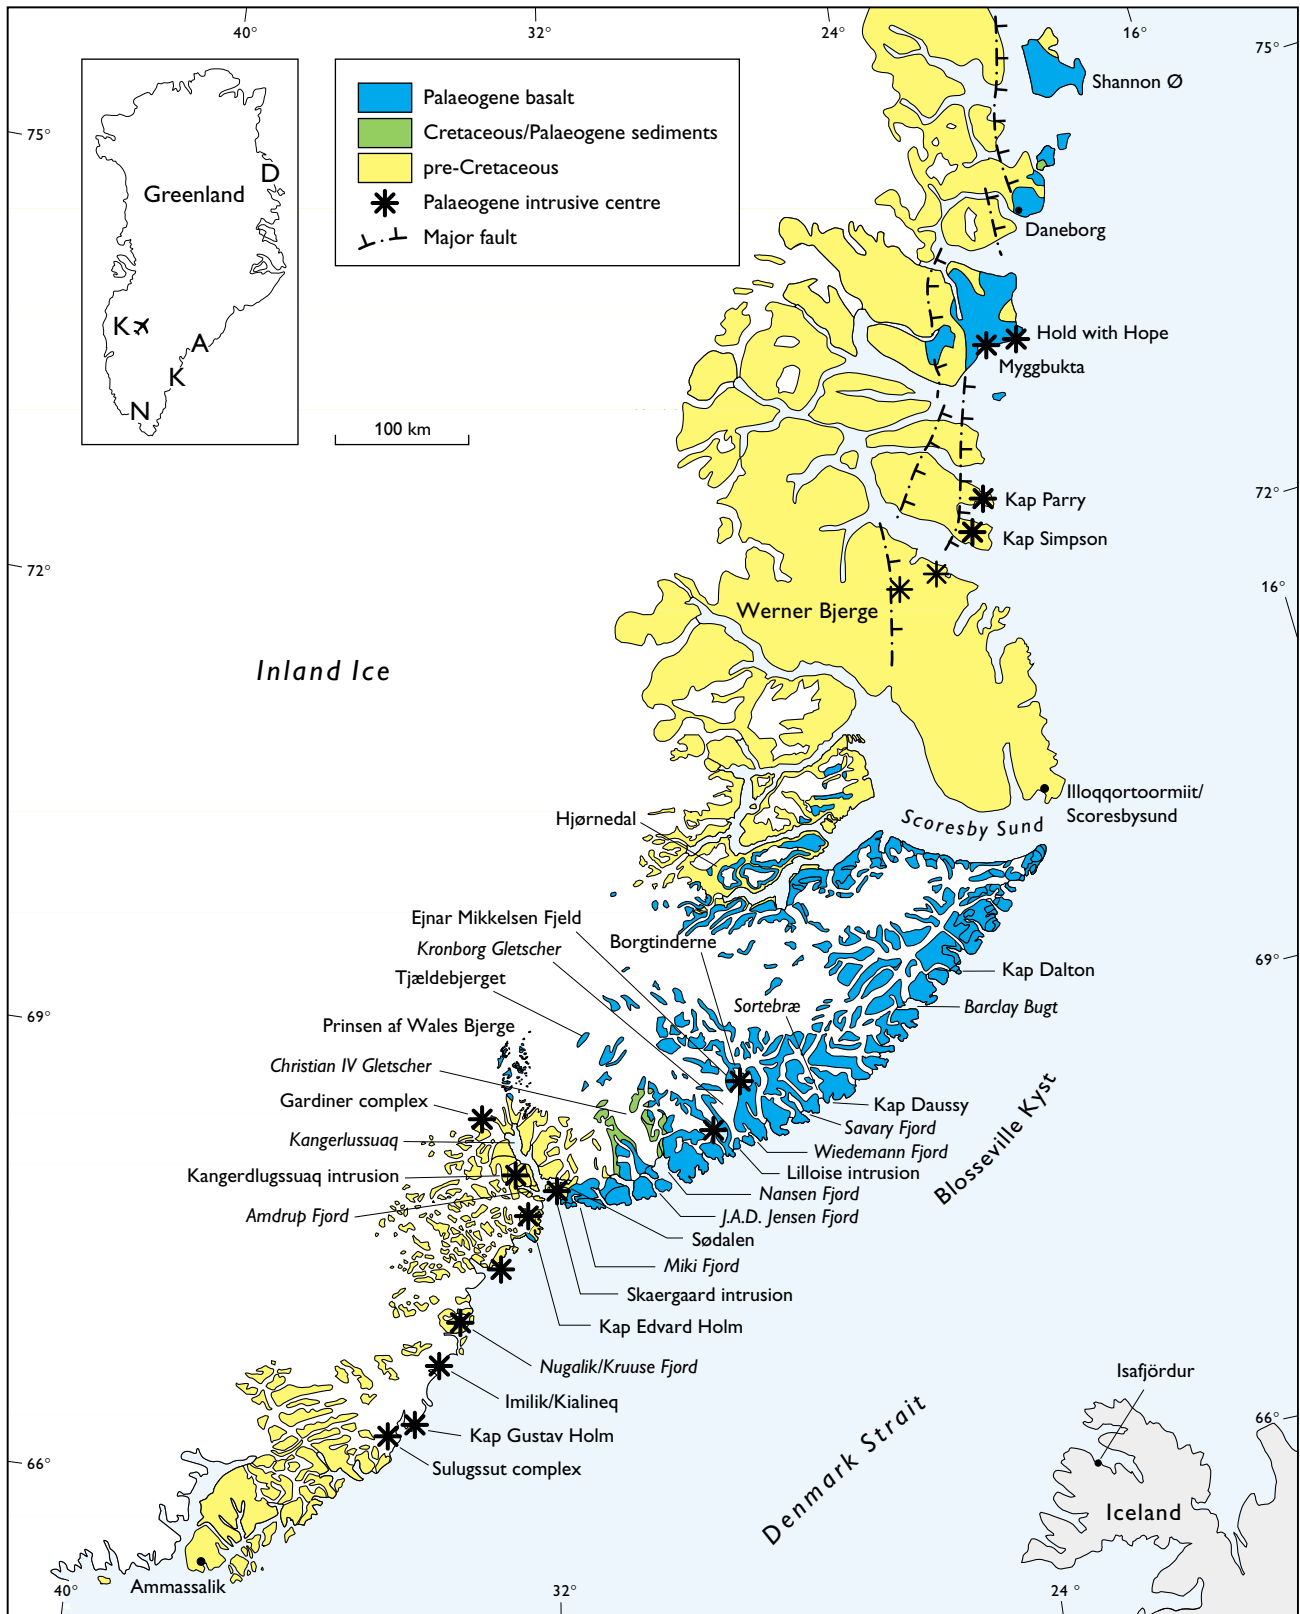 40°
32°
24°
16°
75°
75°
Greenland
D
K
A
K
N
Palaeogene basalt
Cretaceous/Palaeogene sediments
pre-Cretaceous
Palaeogene intrusive centre
Major fault
100 km
Shannon Ø
Daneborg
Hold with Hope
Myggbukta
72°
Kap Parry
Kap Simpson
72°
16°
Werner Bjerge
Inland Ice
Illoqqortoormiit/
Scoresbysund
Scoresby Sund
Hjørnedal
Ejnar Mikkelsen Fjeld
Kronborg Gletscher
Borgtinderne
Tjældebjerget
69°
Kap Dalton
Sortebræ
Barclay Bugt
69°
Prinsen af Wales Bjerge
Christian IV Gletscher
Gardiner complex
Kap Daussy
Savary Fjord
Blosseville Kyst
Kangerlussuaq
Wiedemann Fjord
Kangerdlugssuaq intrusion
Lilloise intrusion
Nansen Fjord
Amdrup Fjord
J.A.D. Jensen Fjord
Sødalen
Miki Fjord
Skaergaard intrusion
Kap Edvard Holm
Nugalik/Kruuse Fjord
Imilik/Kialineq
Isafjördur
Kap Gustav Holm
66°
Sulugssut complex
66°
Denmark Strait
Iceland
Ammassalik
40°
32°
24°